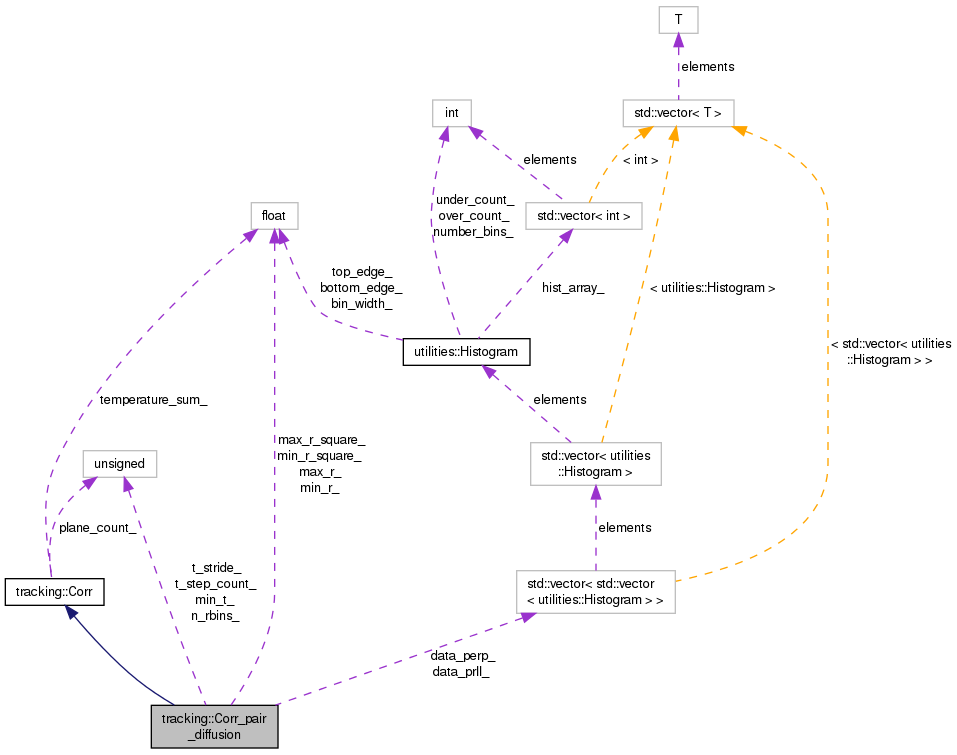 T
elements
int
std::vector< T >
elements
< int >
under_count_
over_count_
number_bins_
float
std::vector< int >
top_edge_
bottom_edge_
bin_width_
hist_array_
< utilities::Histogram >
utilities::Histogram
< std::vector< utilities
::Histogram > >
temperature_sum_
elements
max_r_square_
min_r_square_
max_r_
min_r_
unsigned
std::vector< utilities
::Histogram >
plane_count_
elements
t_stride_
t_step_count_
min_t_
n_rbins_
tracking::Corr
std::vector< std::vector
< utilities::Histogram > >
data_perp_
data_prll_
tracking::Corr_pair
_diffusion